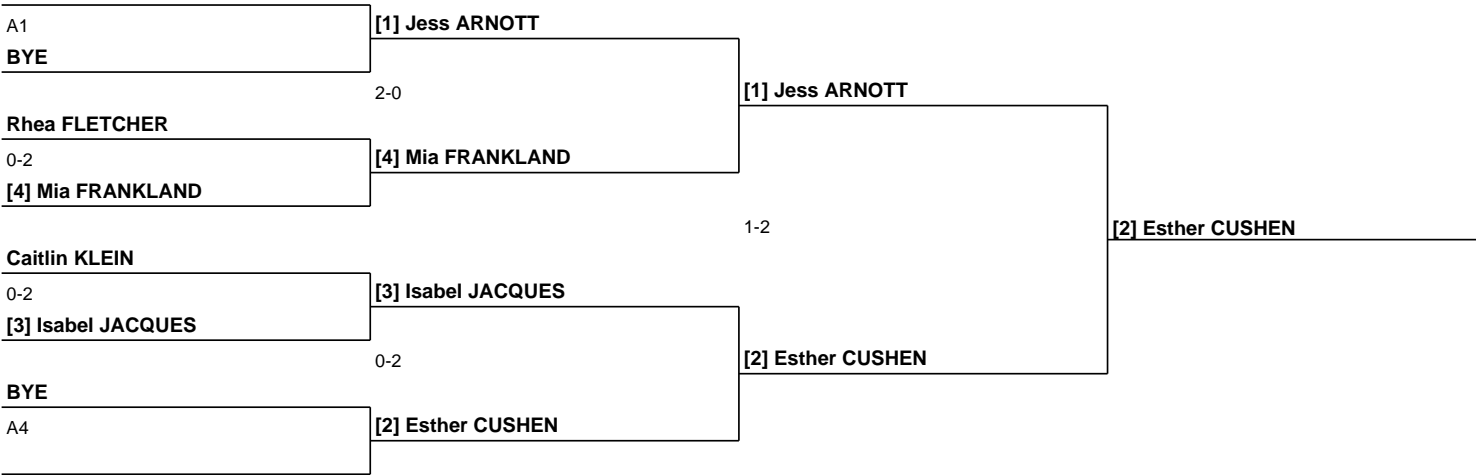 A1
BYE
Rhea FLETCHER
0-2
[4] Mia FRANKLAND
Caitlin KLEIN
0-2
[3] Isabel JACQUES
BYE
A4
[1] Jess ARNOTT
2-0
[4] Mia FRANKLAND
[3] Isabel JACQUES
0-2
[2] Esther CUSHEN
[1] Jess ARNOTT
1-2
[2] Esther CUSHEN
[2] Esther CUSHEN